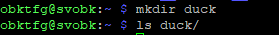 obktfg@svobk:~ $ mkdir duck
obktfg@svobk:~ $ ls duck/